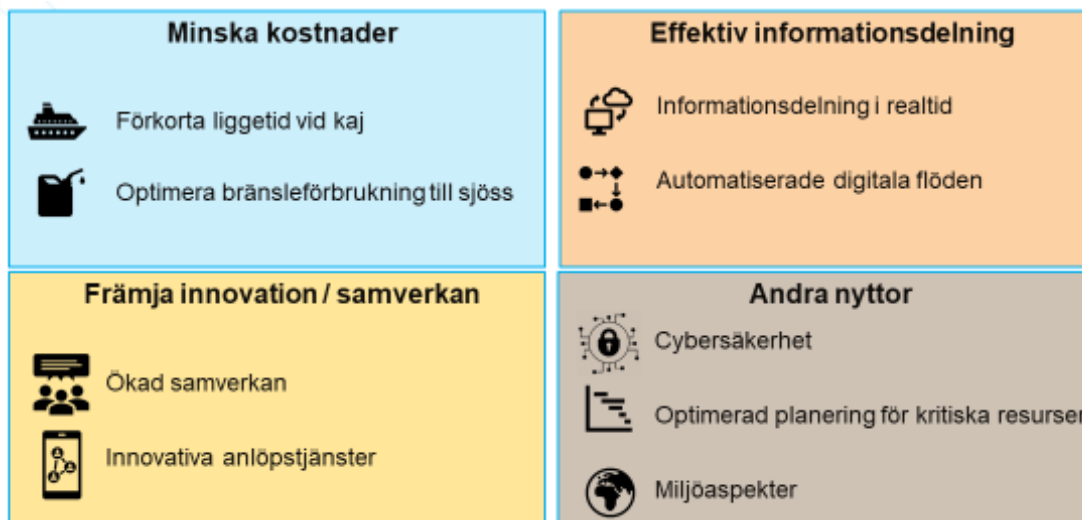 Minska kostnader
Förkorta liggetid vid kaj
Optimera bränsleförbrukning till sjöss
Effektiv informationsdelning
Informationsdelning i realtid
Automatiserade digitala flöden
Främja innovation / samverkan
Ökad samverkan
Innovativa anlöpstjänster
Andra nyttor
Cybersäkerhet
Optimerad planering för kritiska resurser
Miljöaspekter